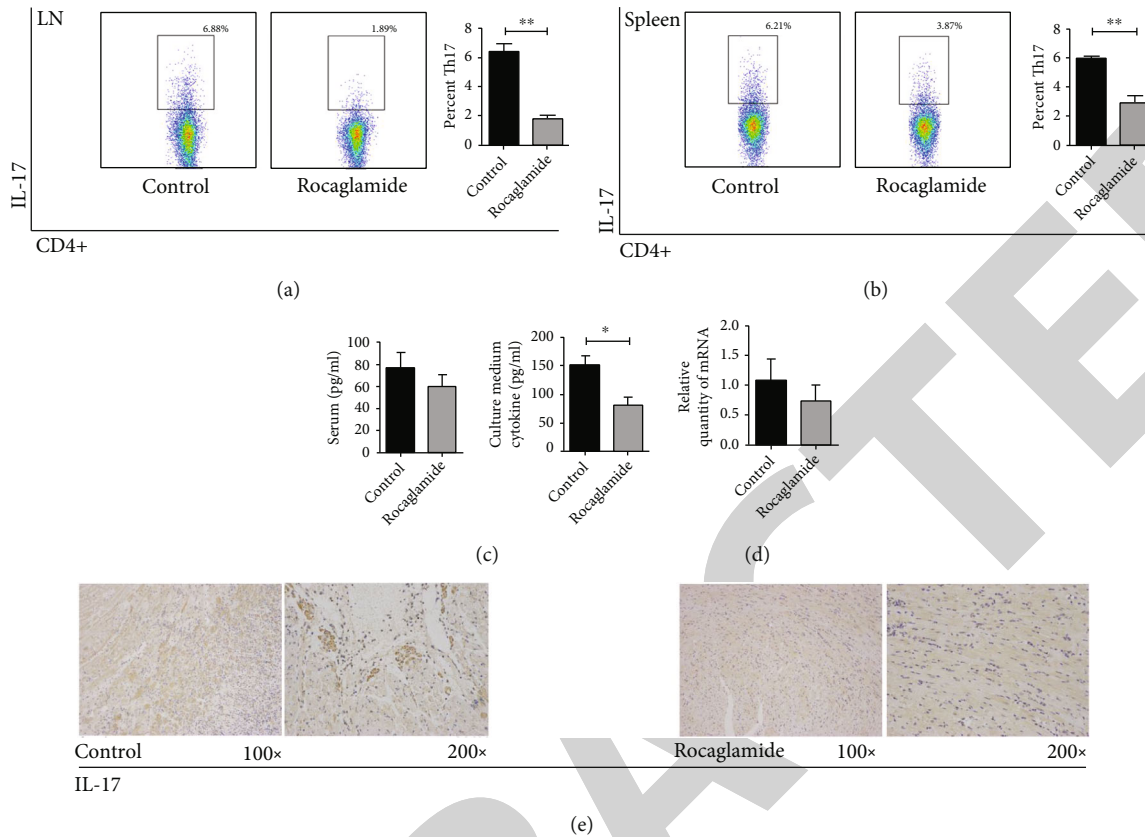 LN
6.88%
1.89%
IL-17
Control
Rocaglamide
CD4+
Percent Th17
8
6
4
2
0
**
Control
Rocaglamide
(a)
Spleen
6.21%
3.87%
IL-17
Control
Rocaglamide
CD4+
Percent Th17
8
6
4
2
0
**
Control
Rocaglamide
(b)
Serum (pg/ml)
100
80
60
40
20
0
Control
Rocaglamide
Culture medium
cytokine (pg/ml)
200
150
100
50
0
*
Control
Rocaglamide
(c)
Relative
quantity of mRNA
2.0
1.5
1.0
0.5
0.0
Control
Rocaglamide
(d)
Control 100×
200×
Rocaglamide 100×
200×
IL-17
(e)